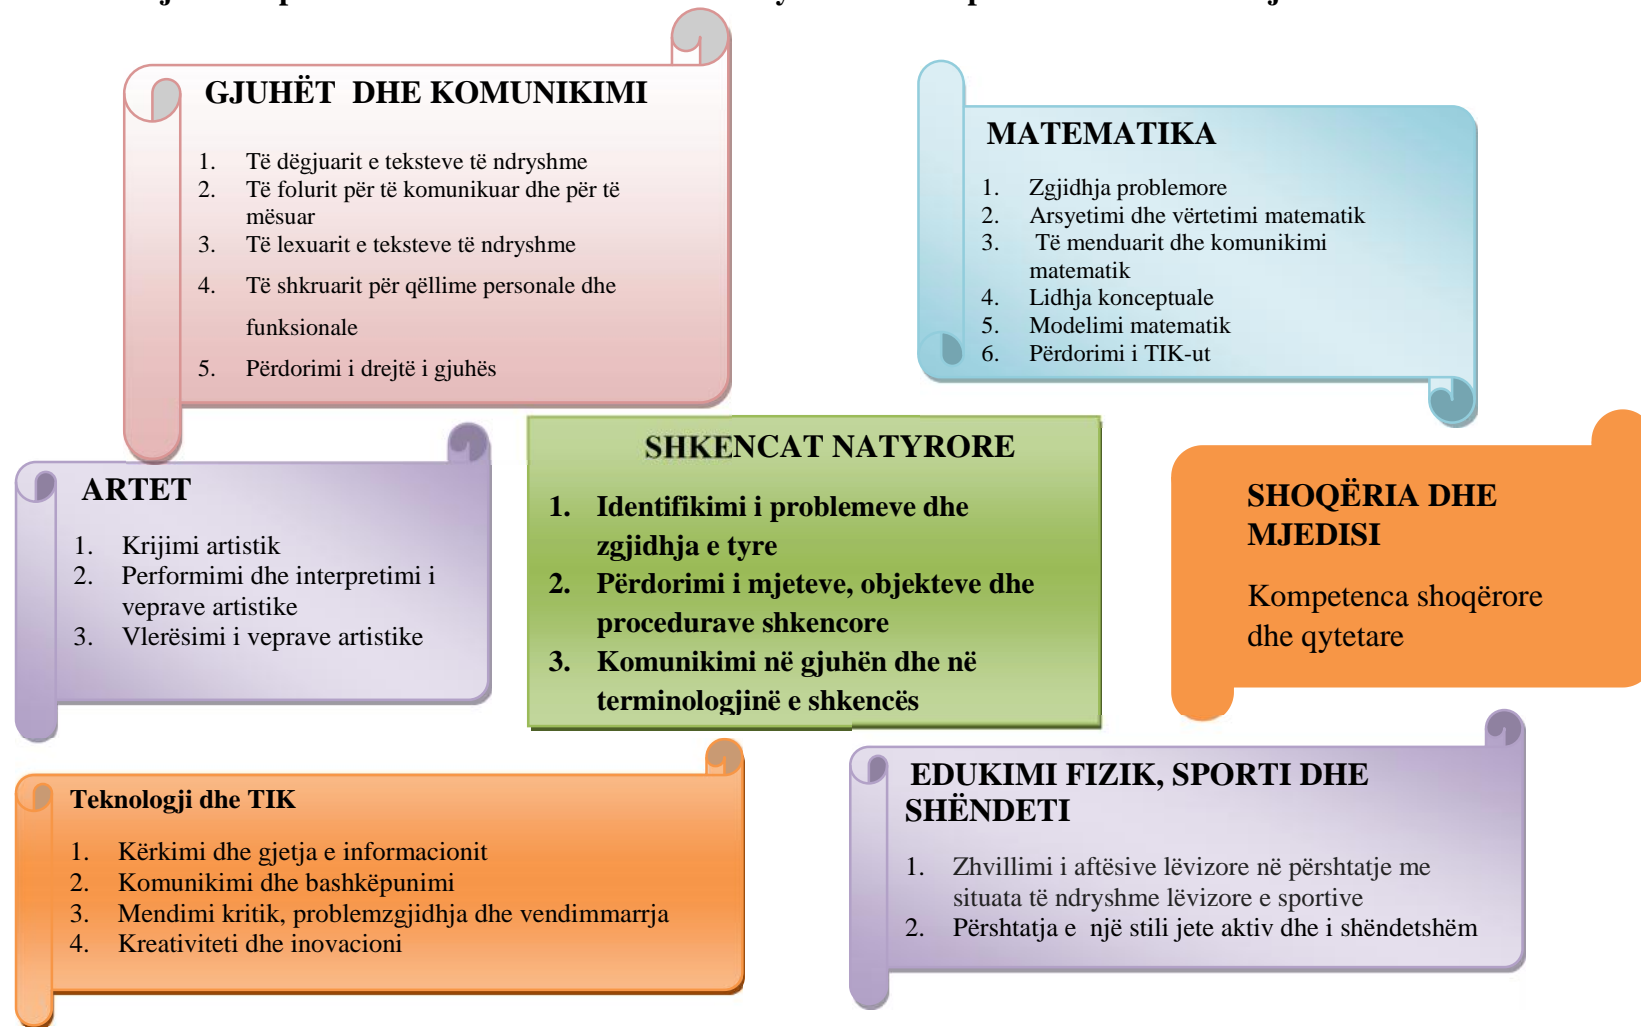 GJUHËT DHE KOMUNIKIMI
1. Të dëgjuarit e teksteve të ndryshme
2. Të folurit për të komunikuar dhe për të
mësuar
3. Të lexuarit e teksteve të ndryshme
4. Të shkruarit për qëllime personale dhe
funksionale
5. Përdorimi i drejtë i gjuhës
MATEMATIKA
1. Zgjidhja problemore
2. Arsyetimi dhe vërtetimi matematik
3. Të menduarit dhe komunikimi
matematik
4. Lidhja konceptuale
5. Modelimi matematik
6. Përdorimi i TIK-ut
ARTET
1. Krijimi artistik
2. Performimi dhe interpretimi i
veprave artistike
3. Vlerësimi i veprave artistike
SHKENCAT NATYRORE
1. Identifikimi i problemeve dhe
zgjidhja e tyre
2. Përdorimi i mjeteve, objekteve dhe
procedurave shkencore
3. Komunikimi në gjuhën dhe në
terminologjinë e shkencës
SHOQËRIA DHE
MJEDISI
Kompetenca shoqërore
dhe qytetare
Teknologji dhe TIK
1. Kërkimi dhe gjetja e informacionit
2. Komunikimi dhe bashkëpunimi
3. Mendimi kritik, problemzgjidhja dhe vendimmarrja
4. Kreativiteti dhe inovacioni
EDUKIMI FIZIK, SPORTI DHE
SHËNDETI
1. Zhvillimi i aftësive lëvizore në përshtatje me
situata të ndryshme lëvizore e sportive
2. Përshtatja e një stili jete aktiv dhe i shëndetshëm